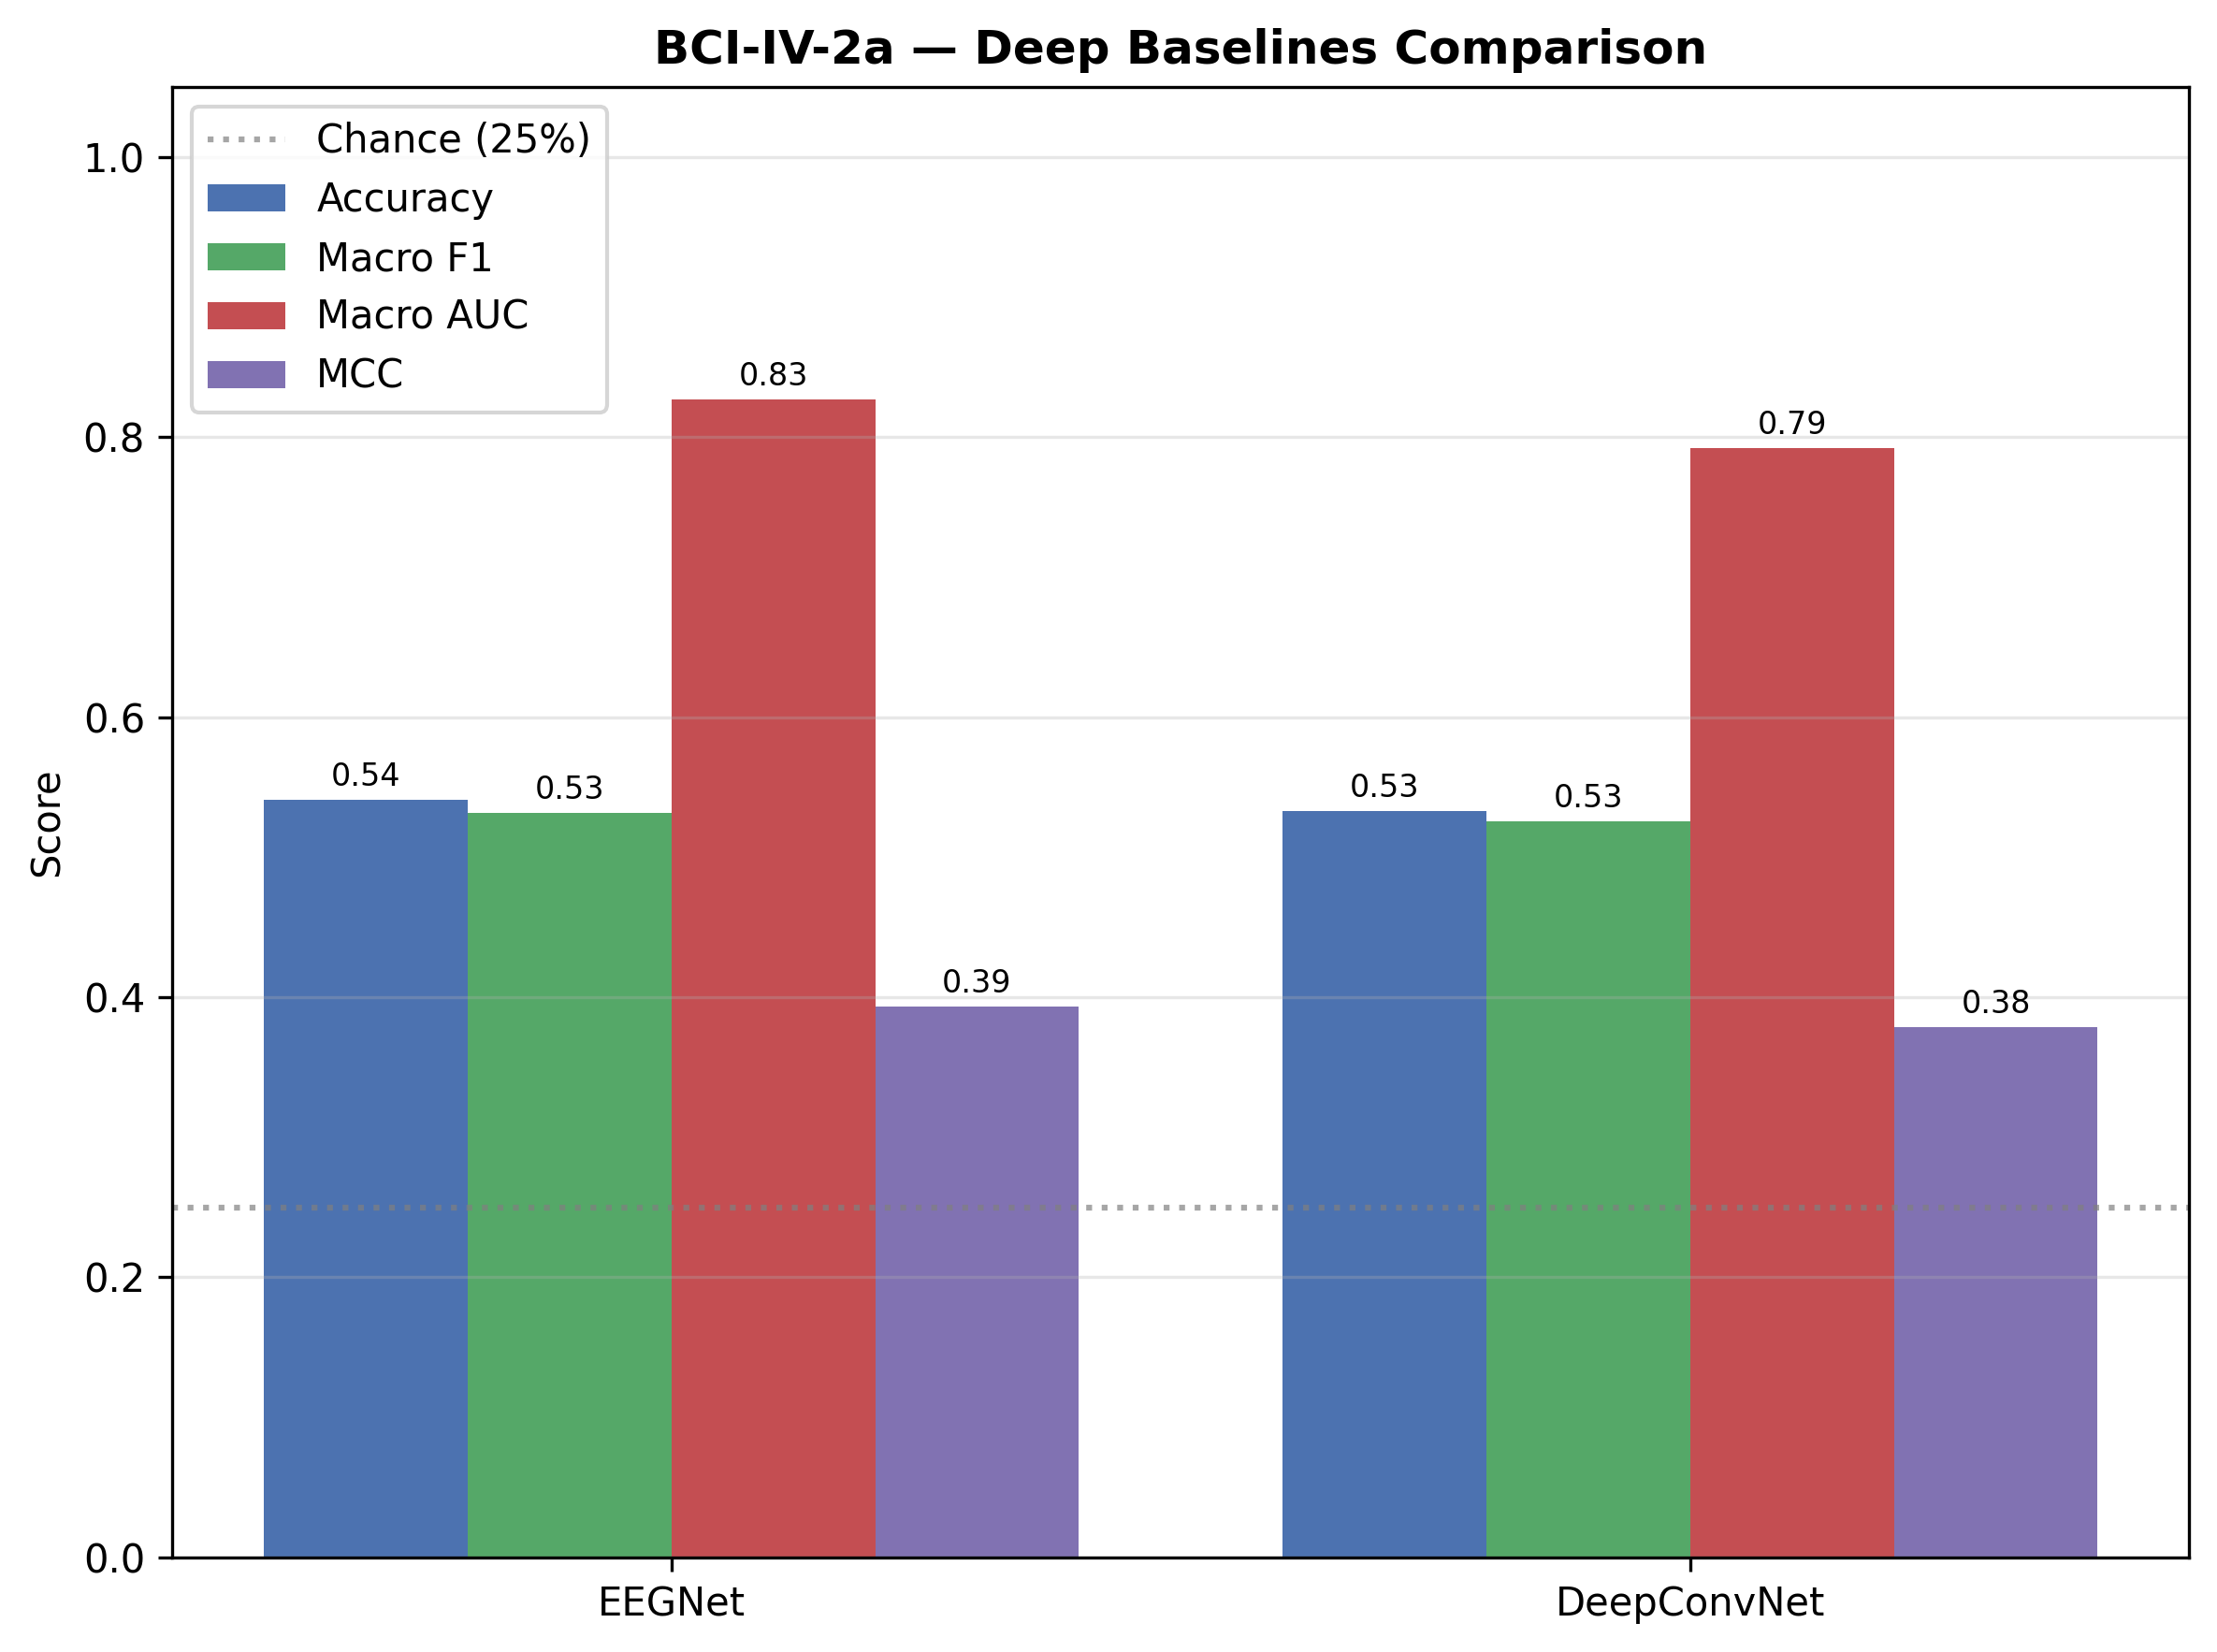 BCI-IV-2a — Deep Baselines Comparison
Chance (25%)
Accuracy
Macro F1
Macro AUC
MCC
1.0
0.8
0.6
0.4
0.2
0.0
Score
0.54
0.53
0.83
0.39
0.53
0.53
0.79
0.38
EEGNet
DeepConvNet